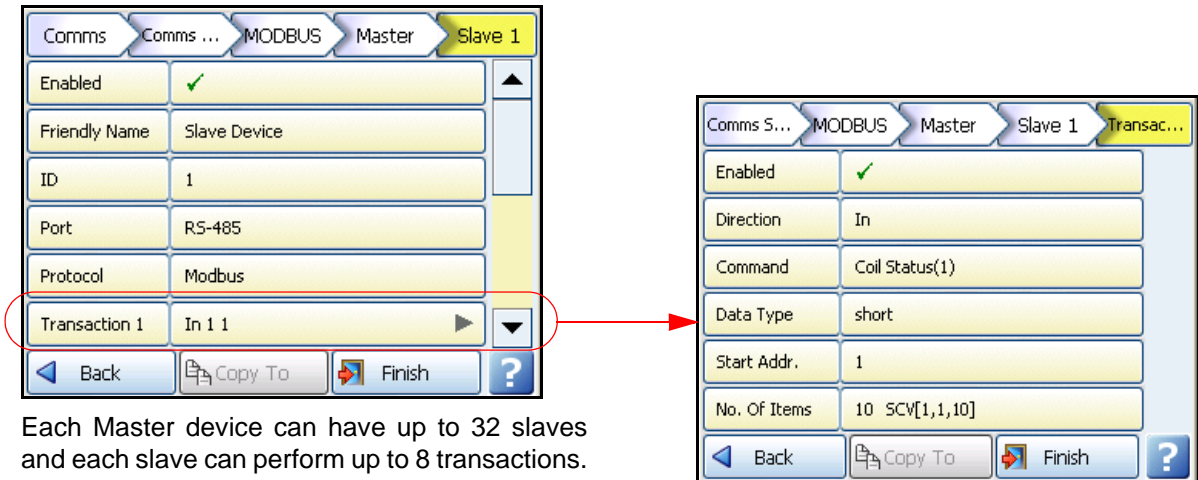 Comms Comms ... MODBUS Master Slave 1
Enabled ✓
Friendly Name Slave Device
ID 1
Port RS-485
Protocol Modbus
Transaction 1 In 1 1
Back Copy To Finish ?
Each Master device can have up to 32 slaves
and each slave can perform up to 8 transactions.
Comms S... MODBUS Master Slave 1 Transac...
Enabled ✓
Direction In
Command Coil Status(1)
Data Type short
Start Addr. 1
No. Of Items 10 SCV[1,1,10]
Back Copy To Finish ?